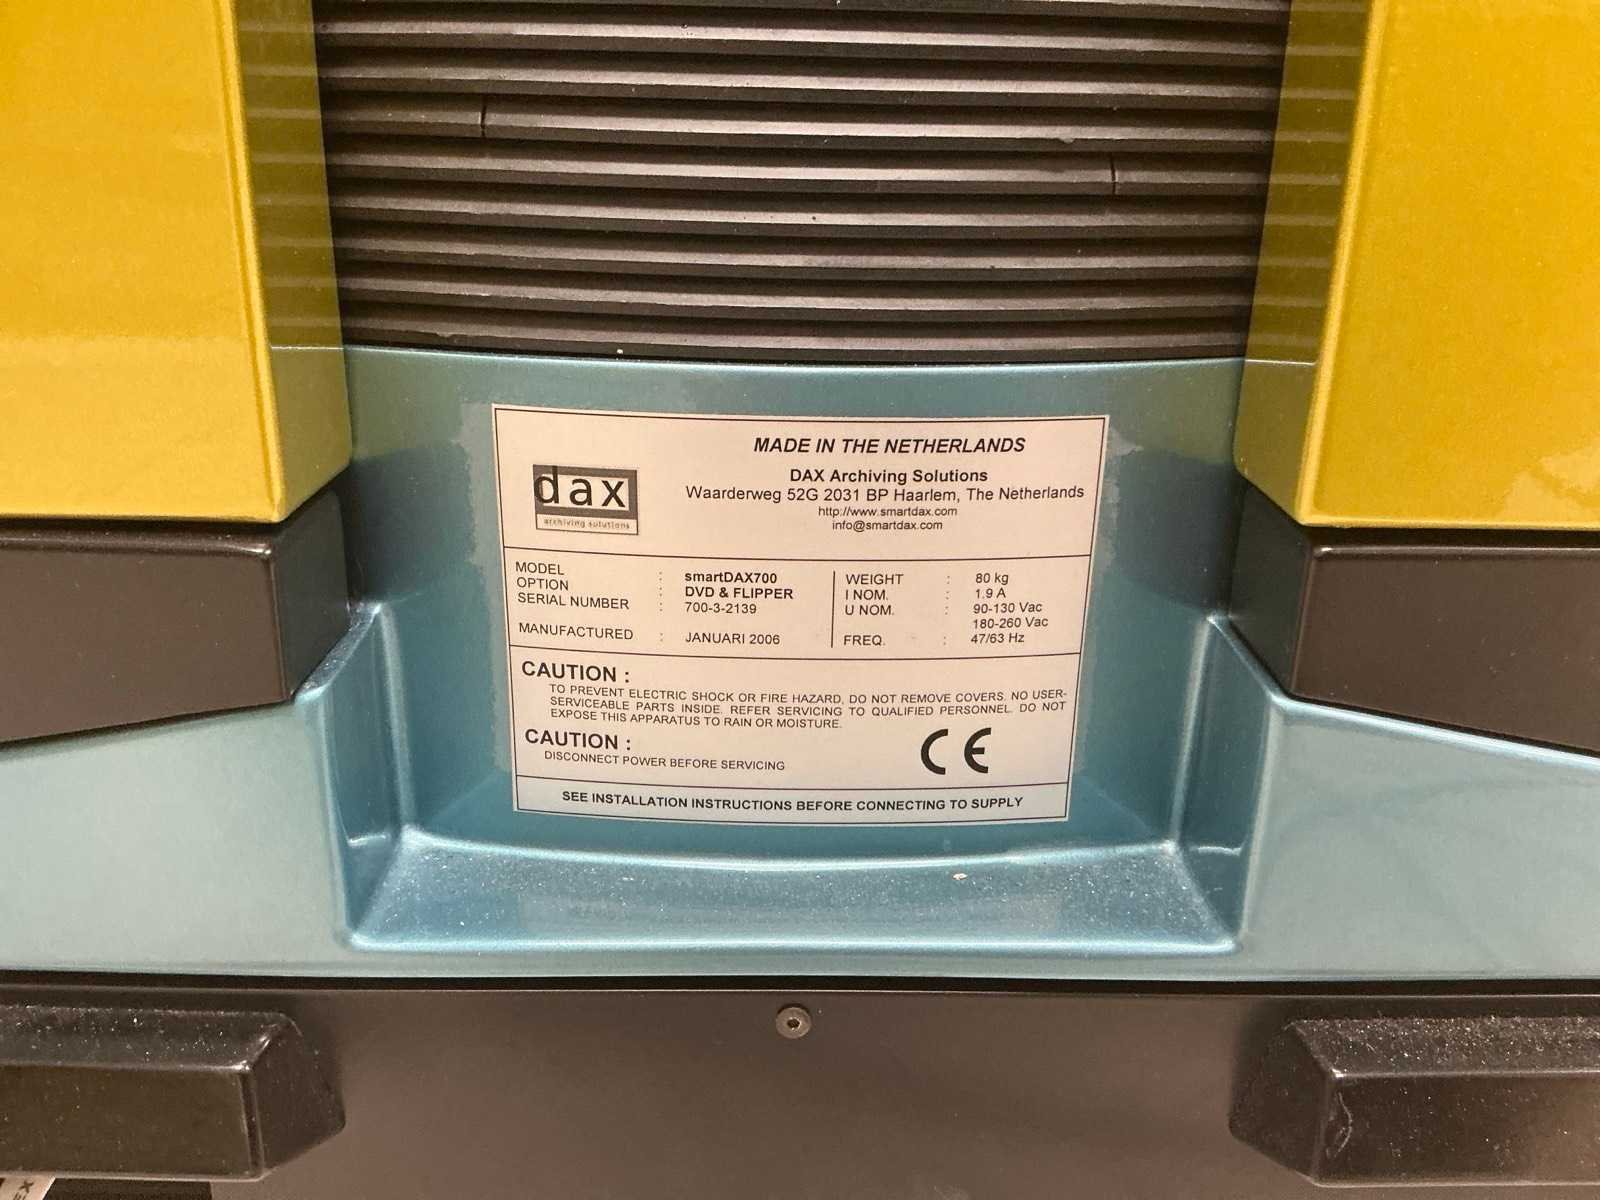 MADE IN THE NETHERLANDS
dax
archiving solutions
DAX Archiving Solutions
Waarderweg 52G 2031 BP Haarlem, The Netherlands
http://www.smartdax.com
info@smartdax.com
MODEL : smartDAX700
OPTION : DVD & FLIPPER
SERIAL NUMBER : 700-3-2139
MANUFACTURED : JANUARI 2006
WEIGHT : 80 kg
I NOM. : 1.9 A
U NOM. : 90-130 Vac
180-260 Vac
FREQ. : 47/63 Hz
CAUTION :
TO PREVENT ELECTRIC SHOCK OR FIRE HAZARD, DO NOT REMOVE COVERS. NO USER-
SERVICEABLE PARTS INSIDE. REFER SERVICING TO QUALIFIED PERSONNEL. DO NOT
EXPOSE THIS APPARATUS TO RAIN OR MOISTURE.
CAUTION :
DISCONNECT POWER BEFORE SERVICING
CE
SEE INSTALLATION INSTRUCTIONS BEFORE CONNECTING TO SUPPLY